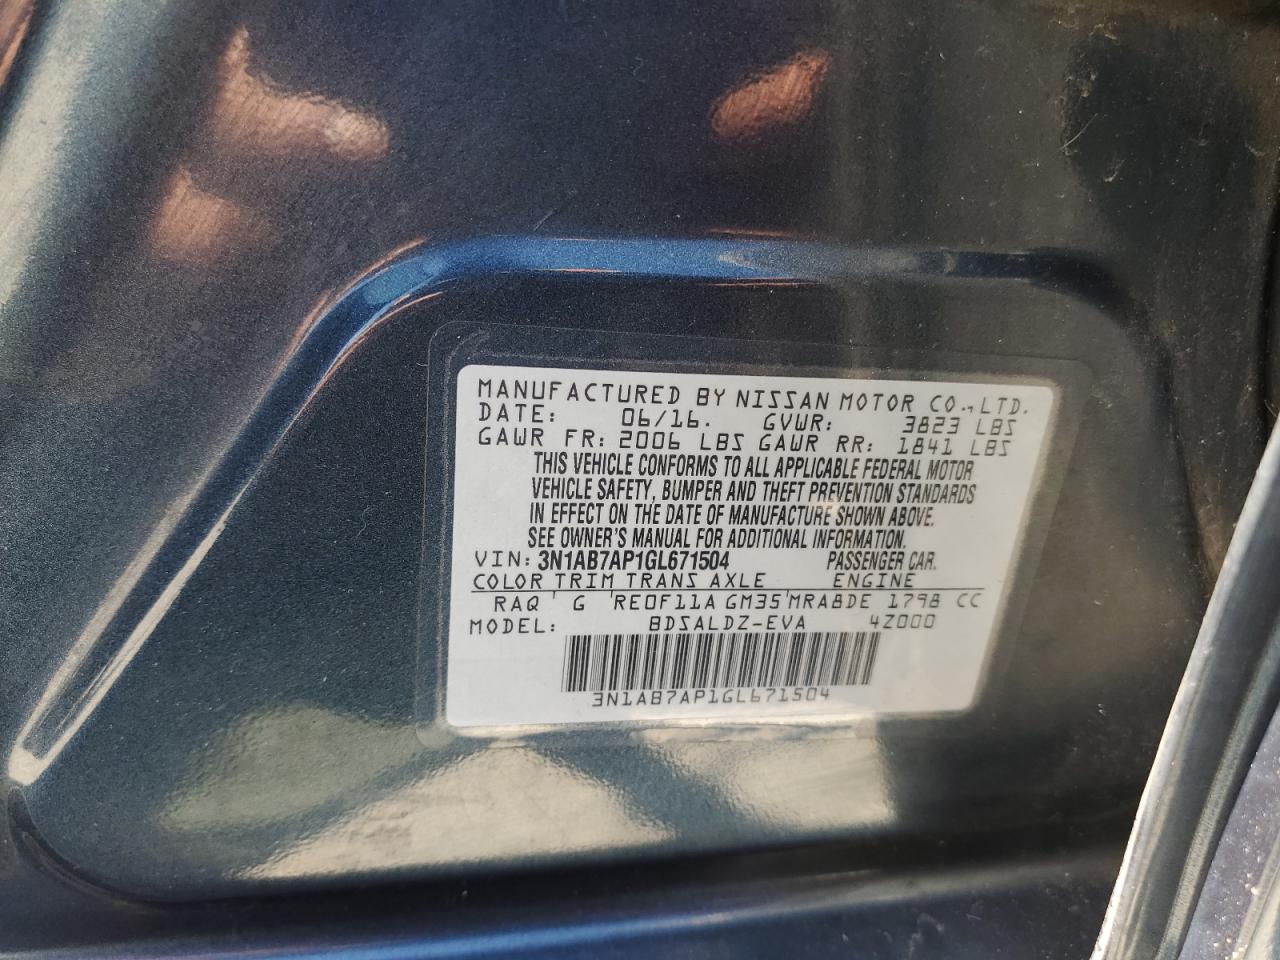 MANUFACTURED BY NISSAN MOTOR CO.,LTD.
DATE: 06/16. GVWR: 3823 LBS
GAWR FR: 2006 LBS GAWR RR: 1841 LBS
THIS VEHICLE CONFORMS TO ALL APPLICABLE FEDERAL MOTOR
VEHICLE SAFETY, BUMPER AND THEFT PREVENTION STANDARDS
IN EFFECT ON THE DATE OF MANUFACTURE SHOWN ABOVE.
SEE OWNER'S MANUAL FOR ADDITIONAL INFORMATION.
VIN: 3N1AB7AP1GL671504 PASSENGER CAR.
COLOR TRIM TRANS AXLE ENGINE
RAQ ' G 'RE0F11A GM35'MRA8DE 1798 CC
MODEL: BDSALDZ-EVA 4Z000
3N1AB7AP1GL671504